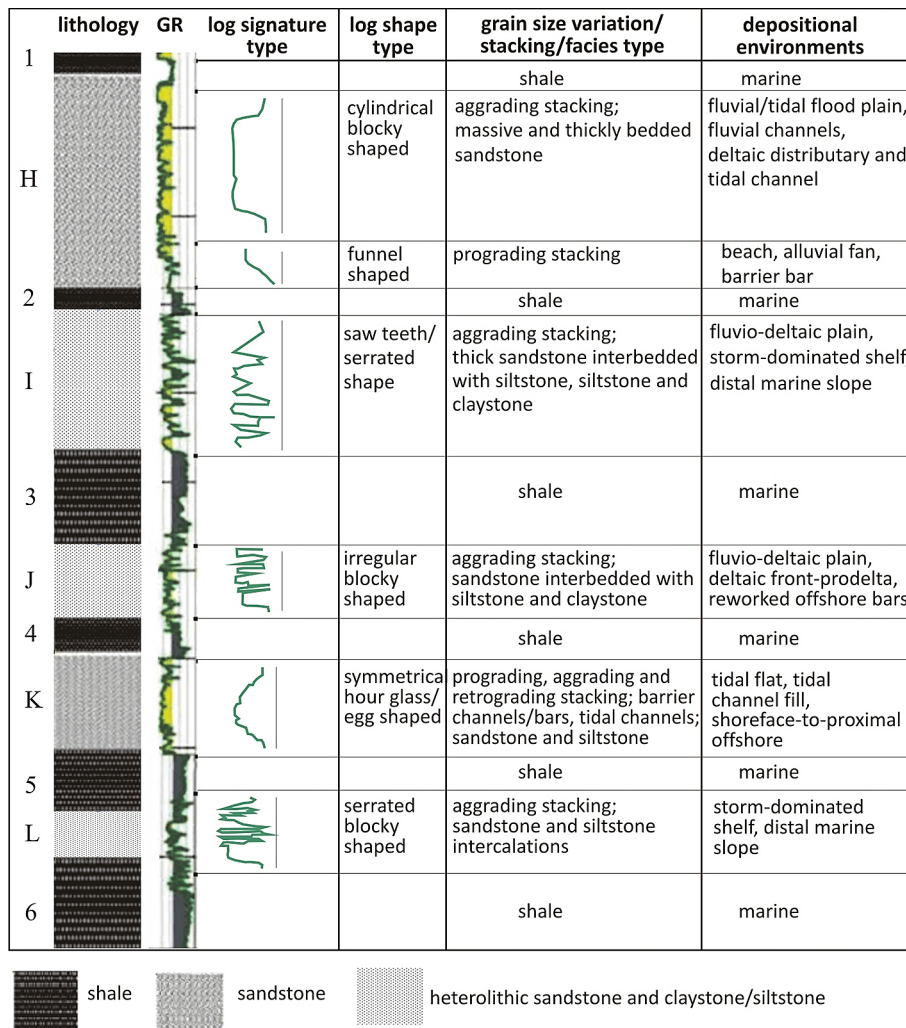 lithology GR log signature type log shape type grain size variation/ stacking/facies type depositional environments
1
shale marine
H
cylindrical
blocky
shaped
aggrading stacking;
massive and thickly bedded
sandstone
fluvial/tidal flood plain,
fluvial channels,
deltaic distributary and
tidal channel
funnel
shaped
prograding stacking
beach, alluvial fan,
barrier bar
2
shale marine
I
saw teeth/
serrated
shape
aggrading stacking;
thick sandstone interbedded
with siltstone, siltstone and
claystone
fluvio-deltaic plain,
storm-dominated shelf,
distal marine slope
3
shale marine
J
irregular
blocky
shaped
aggrading stacking;
sandstone interbedded with
siltstone and claystone
fluvio-deltaic plain,
deltaic front-prodelta,
reworked offshore bars
4
shale marine
K
symmetrical
hour glass/
egg shaped
prograding, aggrading and
retrograding stacking; barrier
channels/bars, tidal channels;
sandstone and siltstone
tidal flat, tidal
channel fill,
shoreface-to-proximal
offshore
5
shale marine
L
serrated
blocky
shaped
aggrading stacking;
sandstone and siltstone
intercalations
storm-dominated
shelf, distal marine
slope
6
shale marine
shale
sandstone
heterolithic sandstone and claystone/siltstone